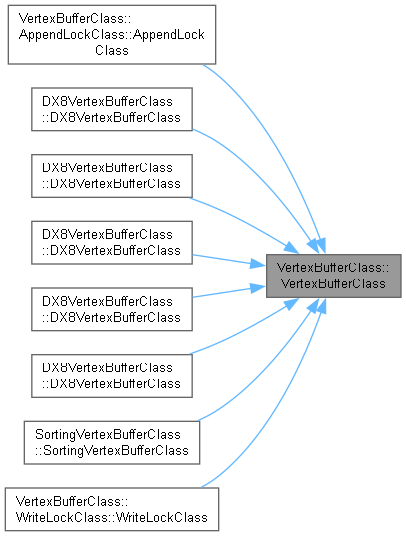 VertexBufferClass::
AppendLockClass::AppendLock
Class
DX8VertexBufferClass
::DX8VertexBufferClass
DX8VertexBufferClass
::DX8VertexBufferClass
DX8VertexBufferClass
::DX8VertexBufferClass
VertexBufferClass::
VertexBufferClass
DX8VertexBufferClass
::DX8VertexBufferClass
DX8VertexBufferClass
::DX8VertexBufferClass
SortingVertexBufferClass
::SortingVertexBufferClass
VertexBufferClass::
WriteLockClass::WriteLockClass